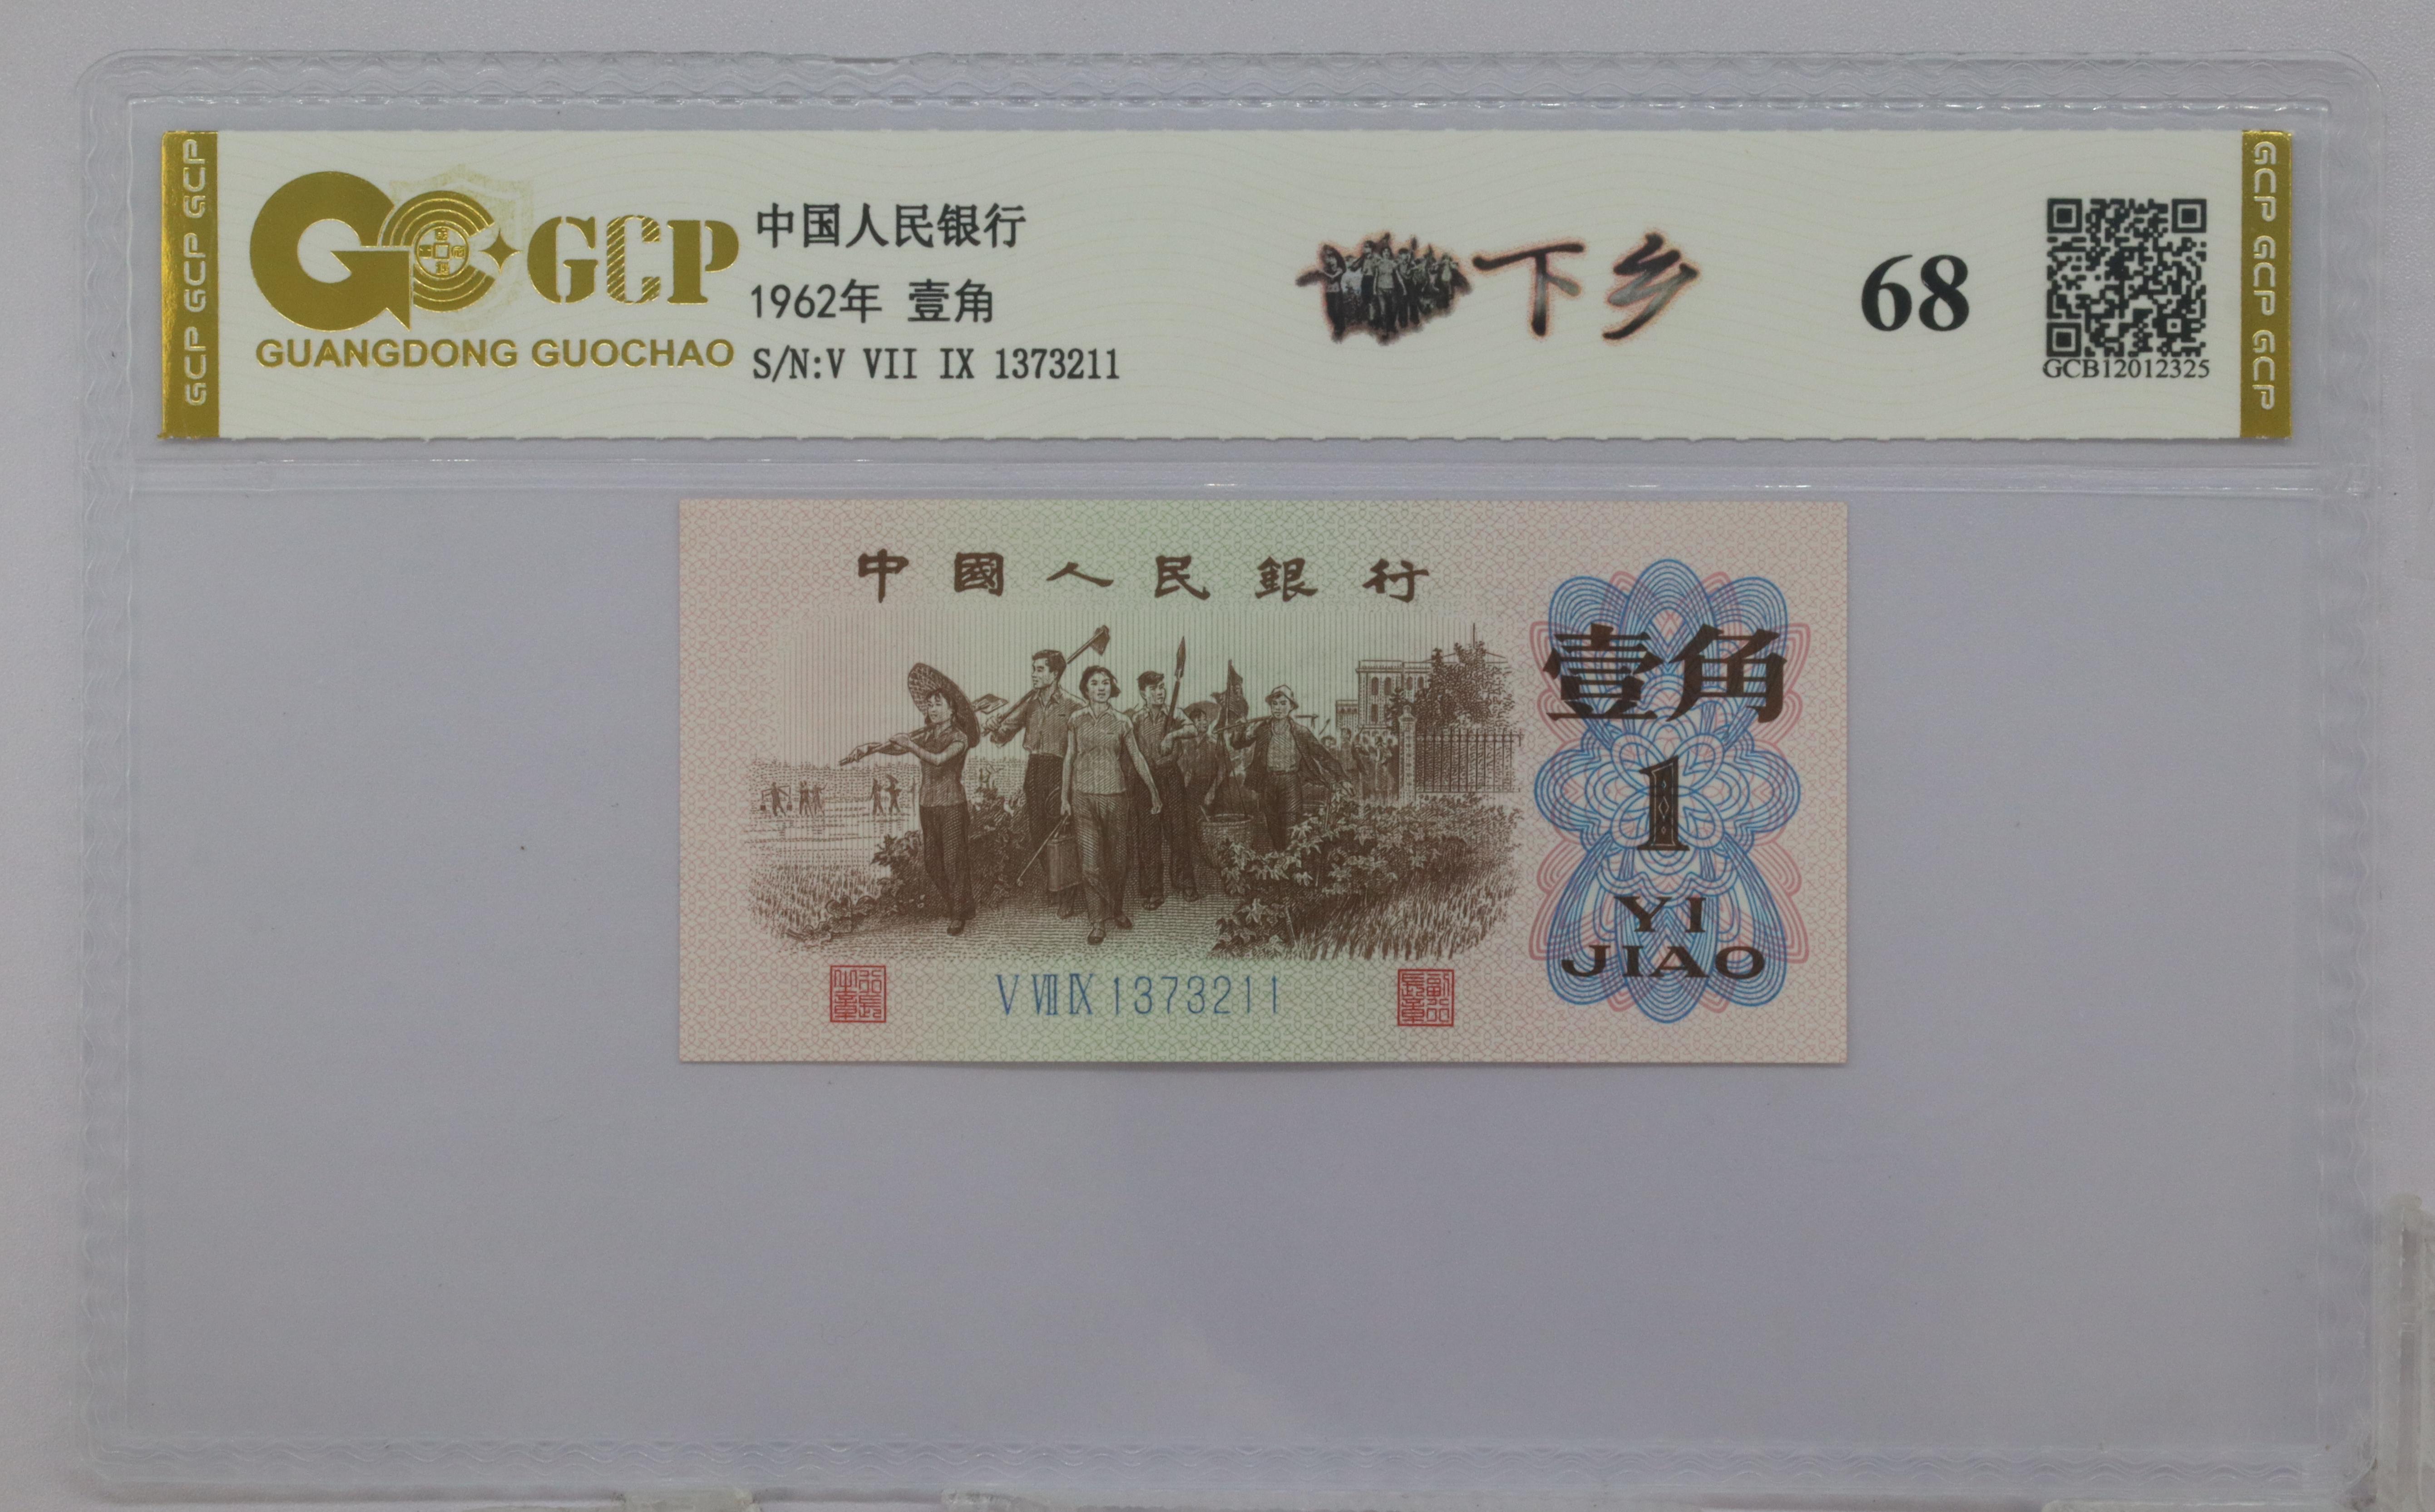 GCP GCP GCP
GCP
GUANGDONG GUOCHAO
中国人民银行
1962年 壹角
S/N:V VII IX 1373211
下乡
68
GCB12012325
GCP GCP GCP
中國人民銀行
壹角
1
YI
JIAO
V Ⅷ Ⅸ 1373211